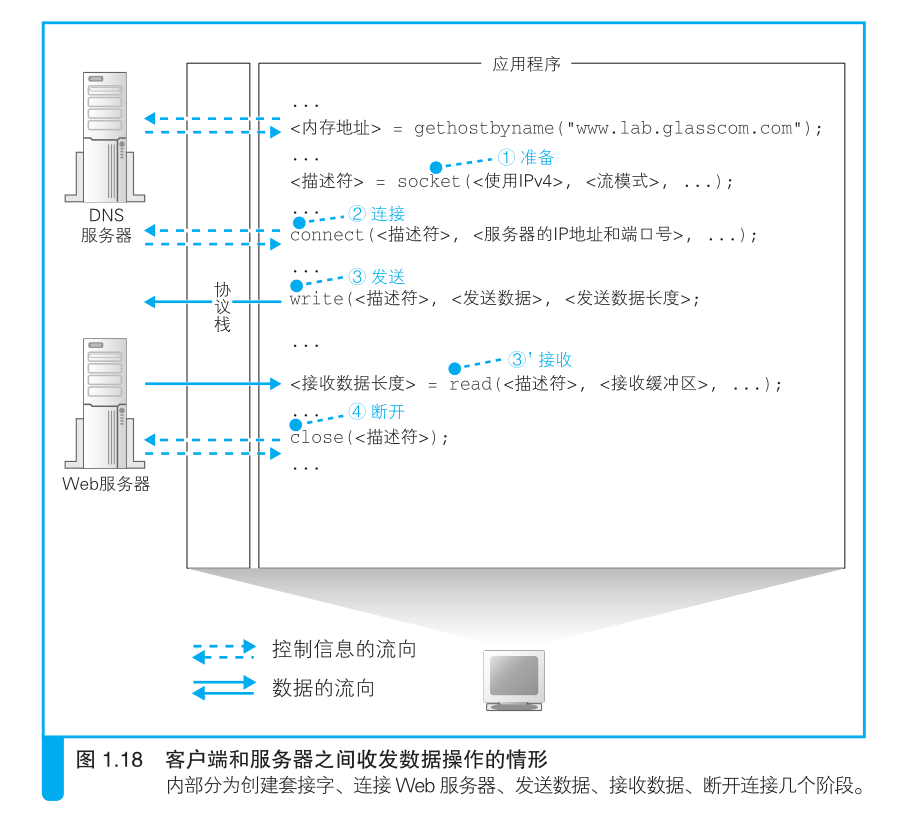 应用程序
...
<内存地址> = gethostbyname("www.lab.glasscom.com");
...
① 准备
<描述符> = socket(<使用IPv4>, <流模式>, ...);
DNS
服务器
...
② 连接
connect(<描述符>, <服务器的IP地址和端口号>, ...);
...
③ 发送
write(<描述符>, <发送数据>, <发送数据长度>;
协
议
栈
...
③' 接收
<接收数据长度> = read(<描述符>, <接收缓冲区>, ...);
...
④ 断开
close(<描述符>);
...
Web服务器
控制信息的流向
数据的流向
图 1.18 客户端和服务器之间收发数据操作的情形
内部分为创建套接字、连接 Web 服务器、发送数据、接收数据、断开连接几个阶段。